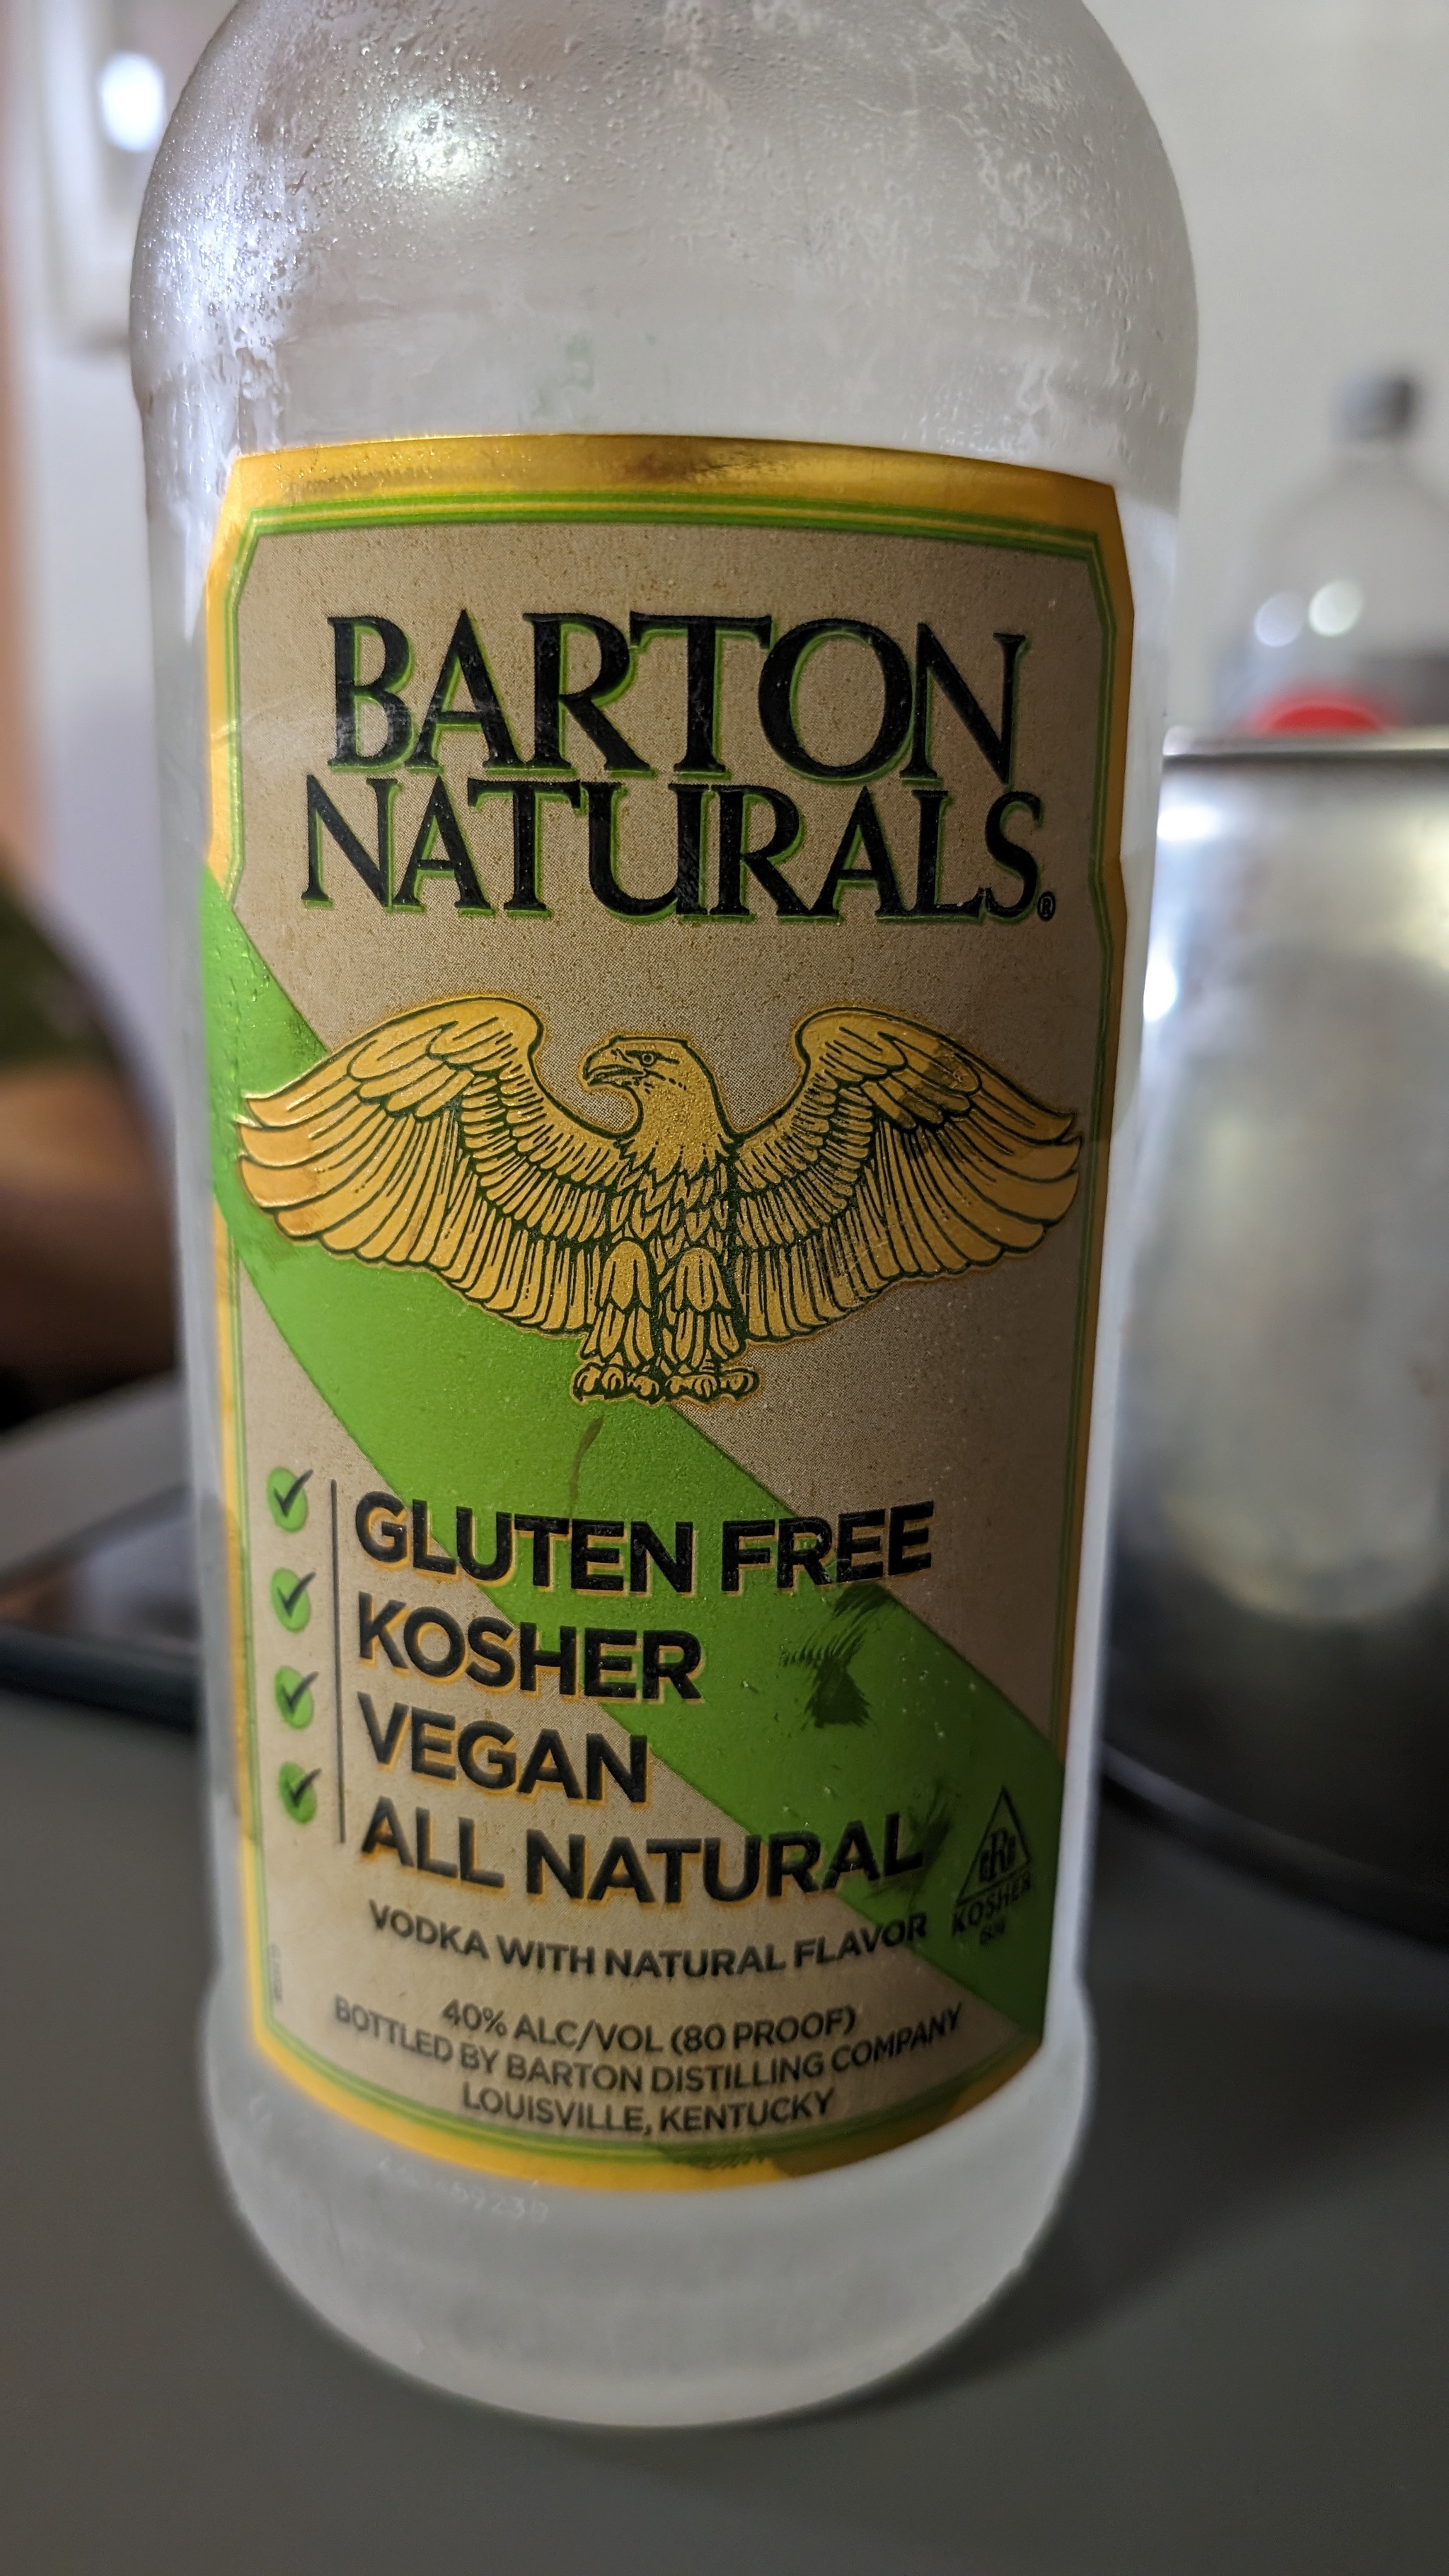 BARTON
NATURALS®
GLUTEN FREE
KOSHER
VEGAN
ALL NATURAL
KOSHER
VODKA WITH NATURAL FLAVOR
40% ALC/VOL (80 PROOF)
BOTTLED BY BARTON DISTILLING COMPANY
LOUISVILLE, KENTUCKY